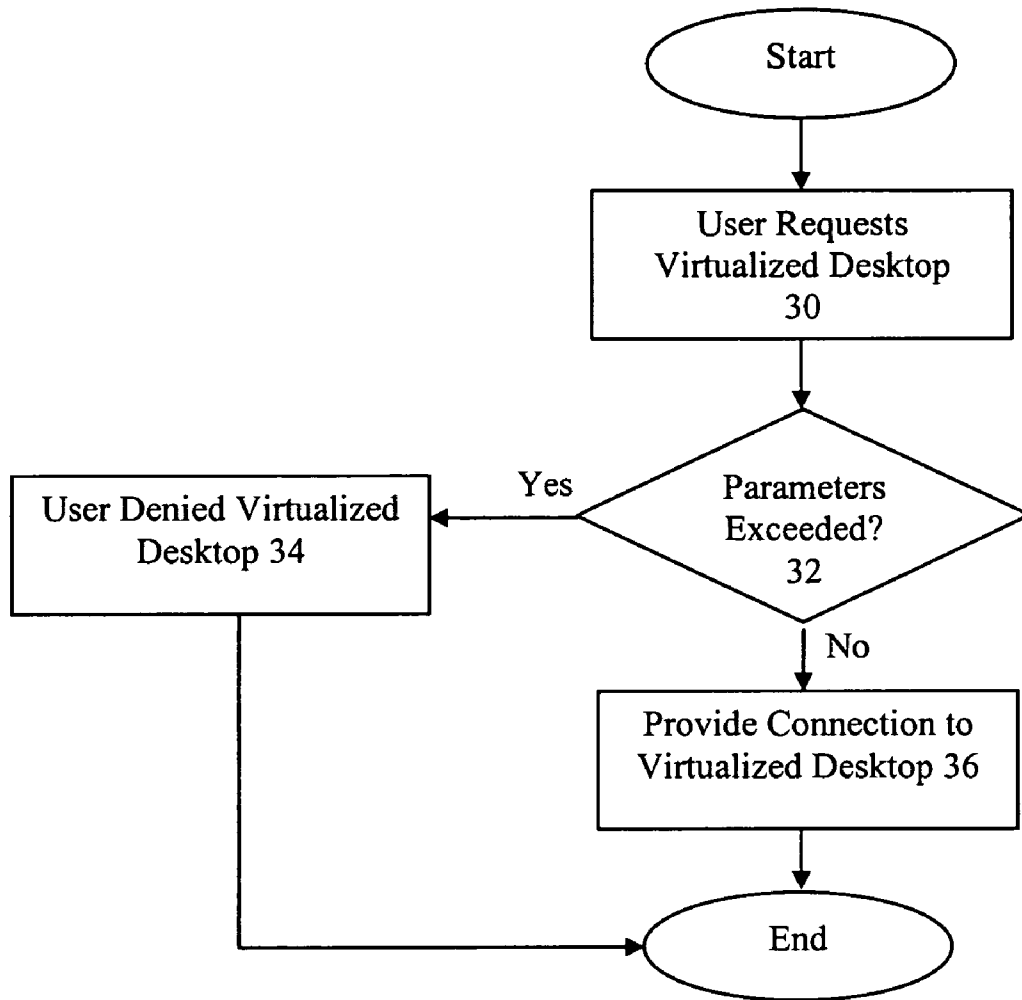 Start
User Requests
Virtualized Desktop
30
Yes
Parameters
Exceeded?
32
User Denied Virtualized
Desktop 34
No
Provide Connection to
Virtualized Desktop 36
End